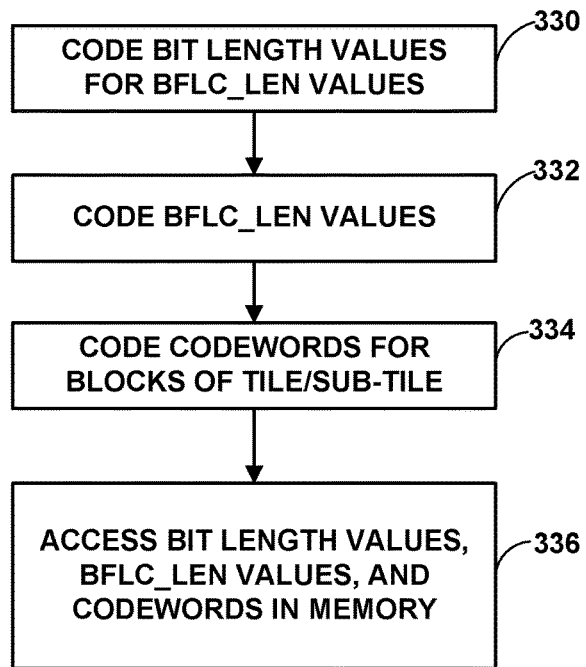 330
CODE BIT LENGTH VALUES
FOR BFLC_LEN VALUES
332
CODE BFLC_LEN VALUES
334
CODE CODEWORDS FOR
BLOCKS OF TILE/SUB-TILE
336
ACCESS BIT LENGTH VALUES,
BFLC_LEN VALUES, AND
CODEWORDS IN MEMORY